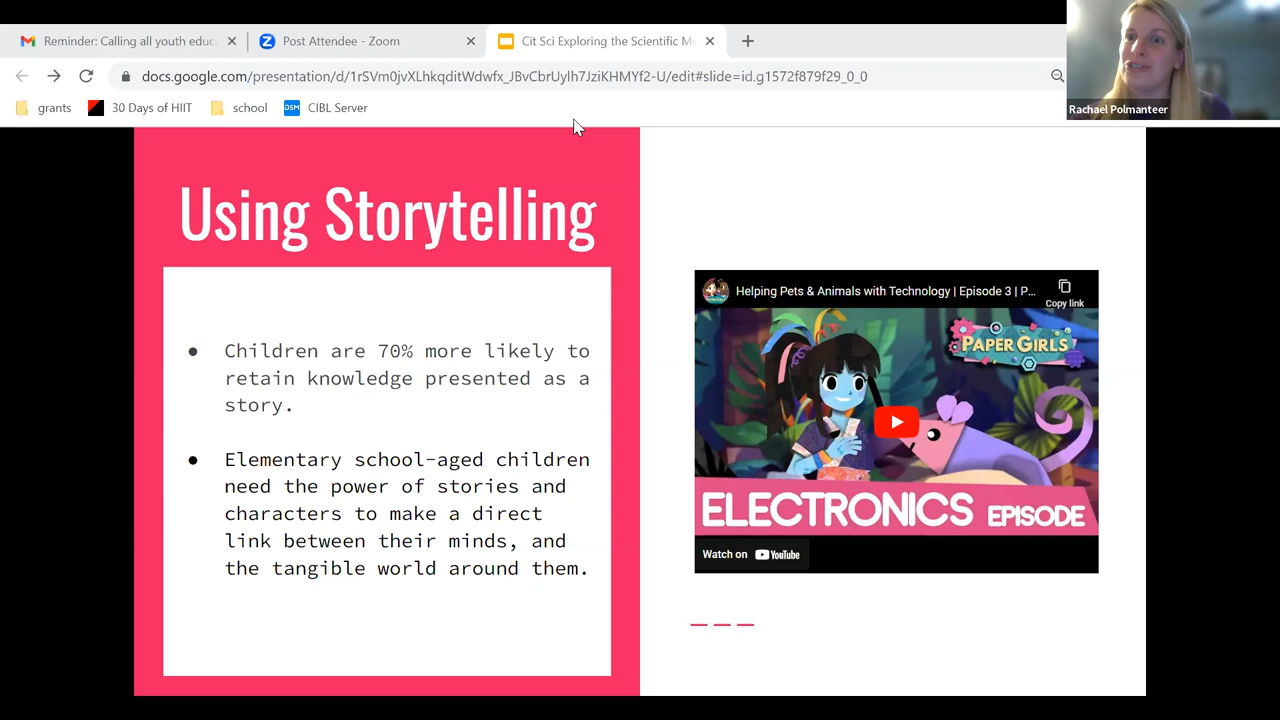 Reminder: Calling all youth educ
Post Attendee - Zoom
Cit Sci Exploring the Scientific M
docs.google.com/presentation/d/1rSVm0jvXLhkqditWdwfx_JBvCbrUylh7JziKHMYf2-U/edit#slide=id.g1572f879f29_0_0
grants
30 Days of HIIT
school
DSM
CIBL Server
Rachael Polmanteer
Using Storytelling
• Children are 70% more likely to
retain knowledge presented as a
story.
• Elementary school-aged children
need the power of stories and
characters to make a direct
link between their minds, and
the tangible world around them.
Helping Pets & Animals with Technology | Episode 3 | P...
Copy link
PAPER GIRLS
ELECTRONICS EPISODE
Watch on YouTube